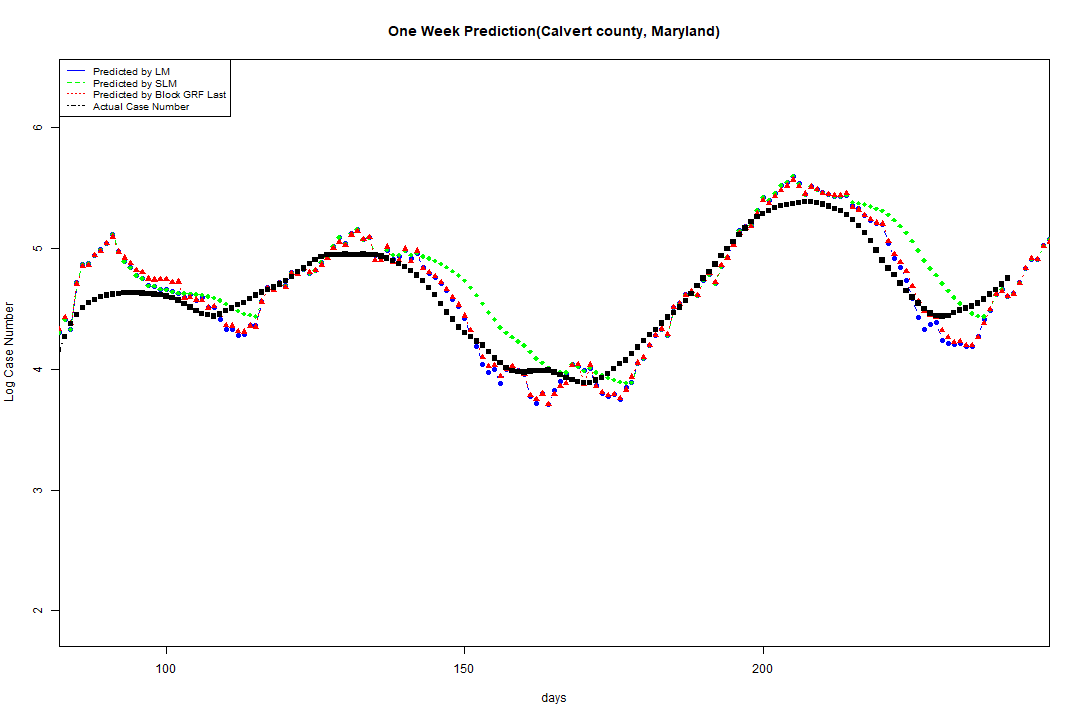 One Week Prediction(Calvert county, Maryland)
Predicted by LM
Predicted by SLM
Predicted by Block GRF Last
Actual Case Number
6
5
4
3
2
Log Case Number
100 150 200
days